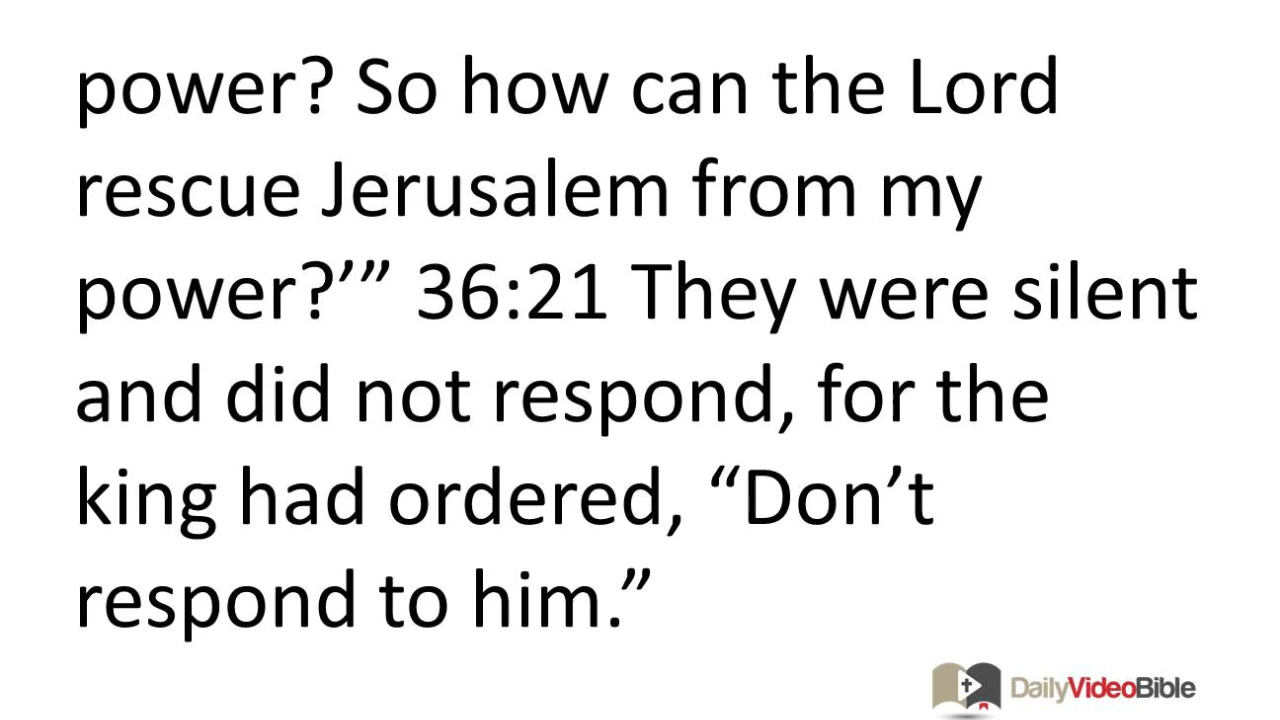 power? So how can the Lord
rescue Jerusalem from my
power?’” 36:21 They were silent
and did not respond, for the
king had ordered, “Don’t
respond to him.”
DailyVideoBible